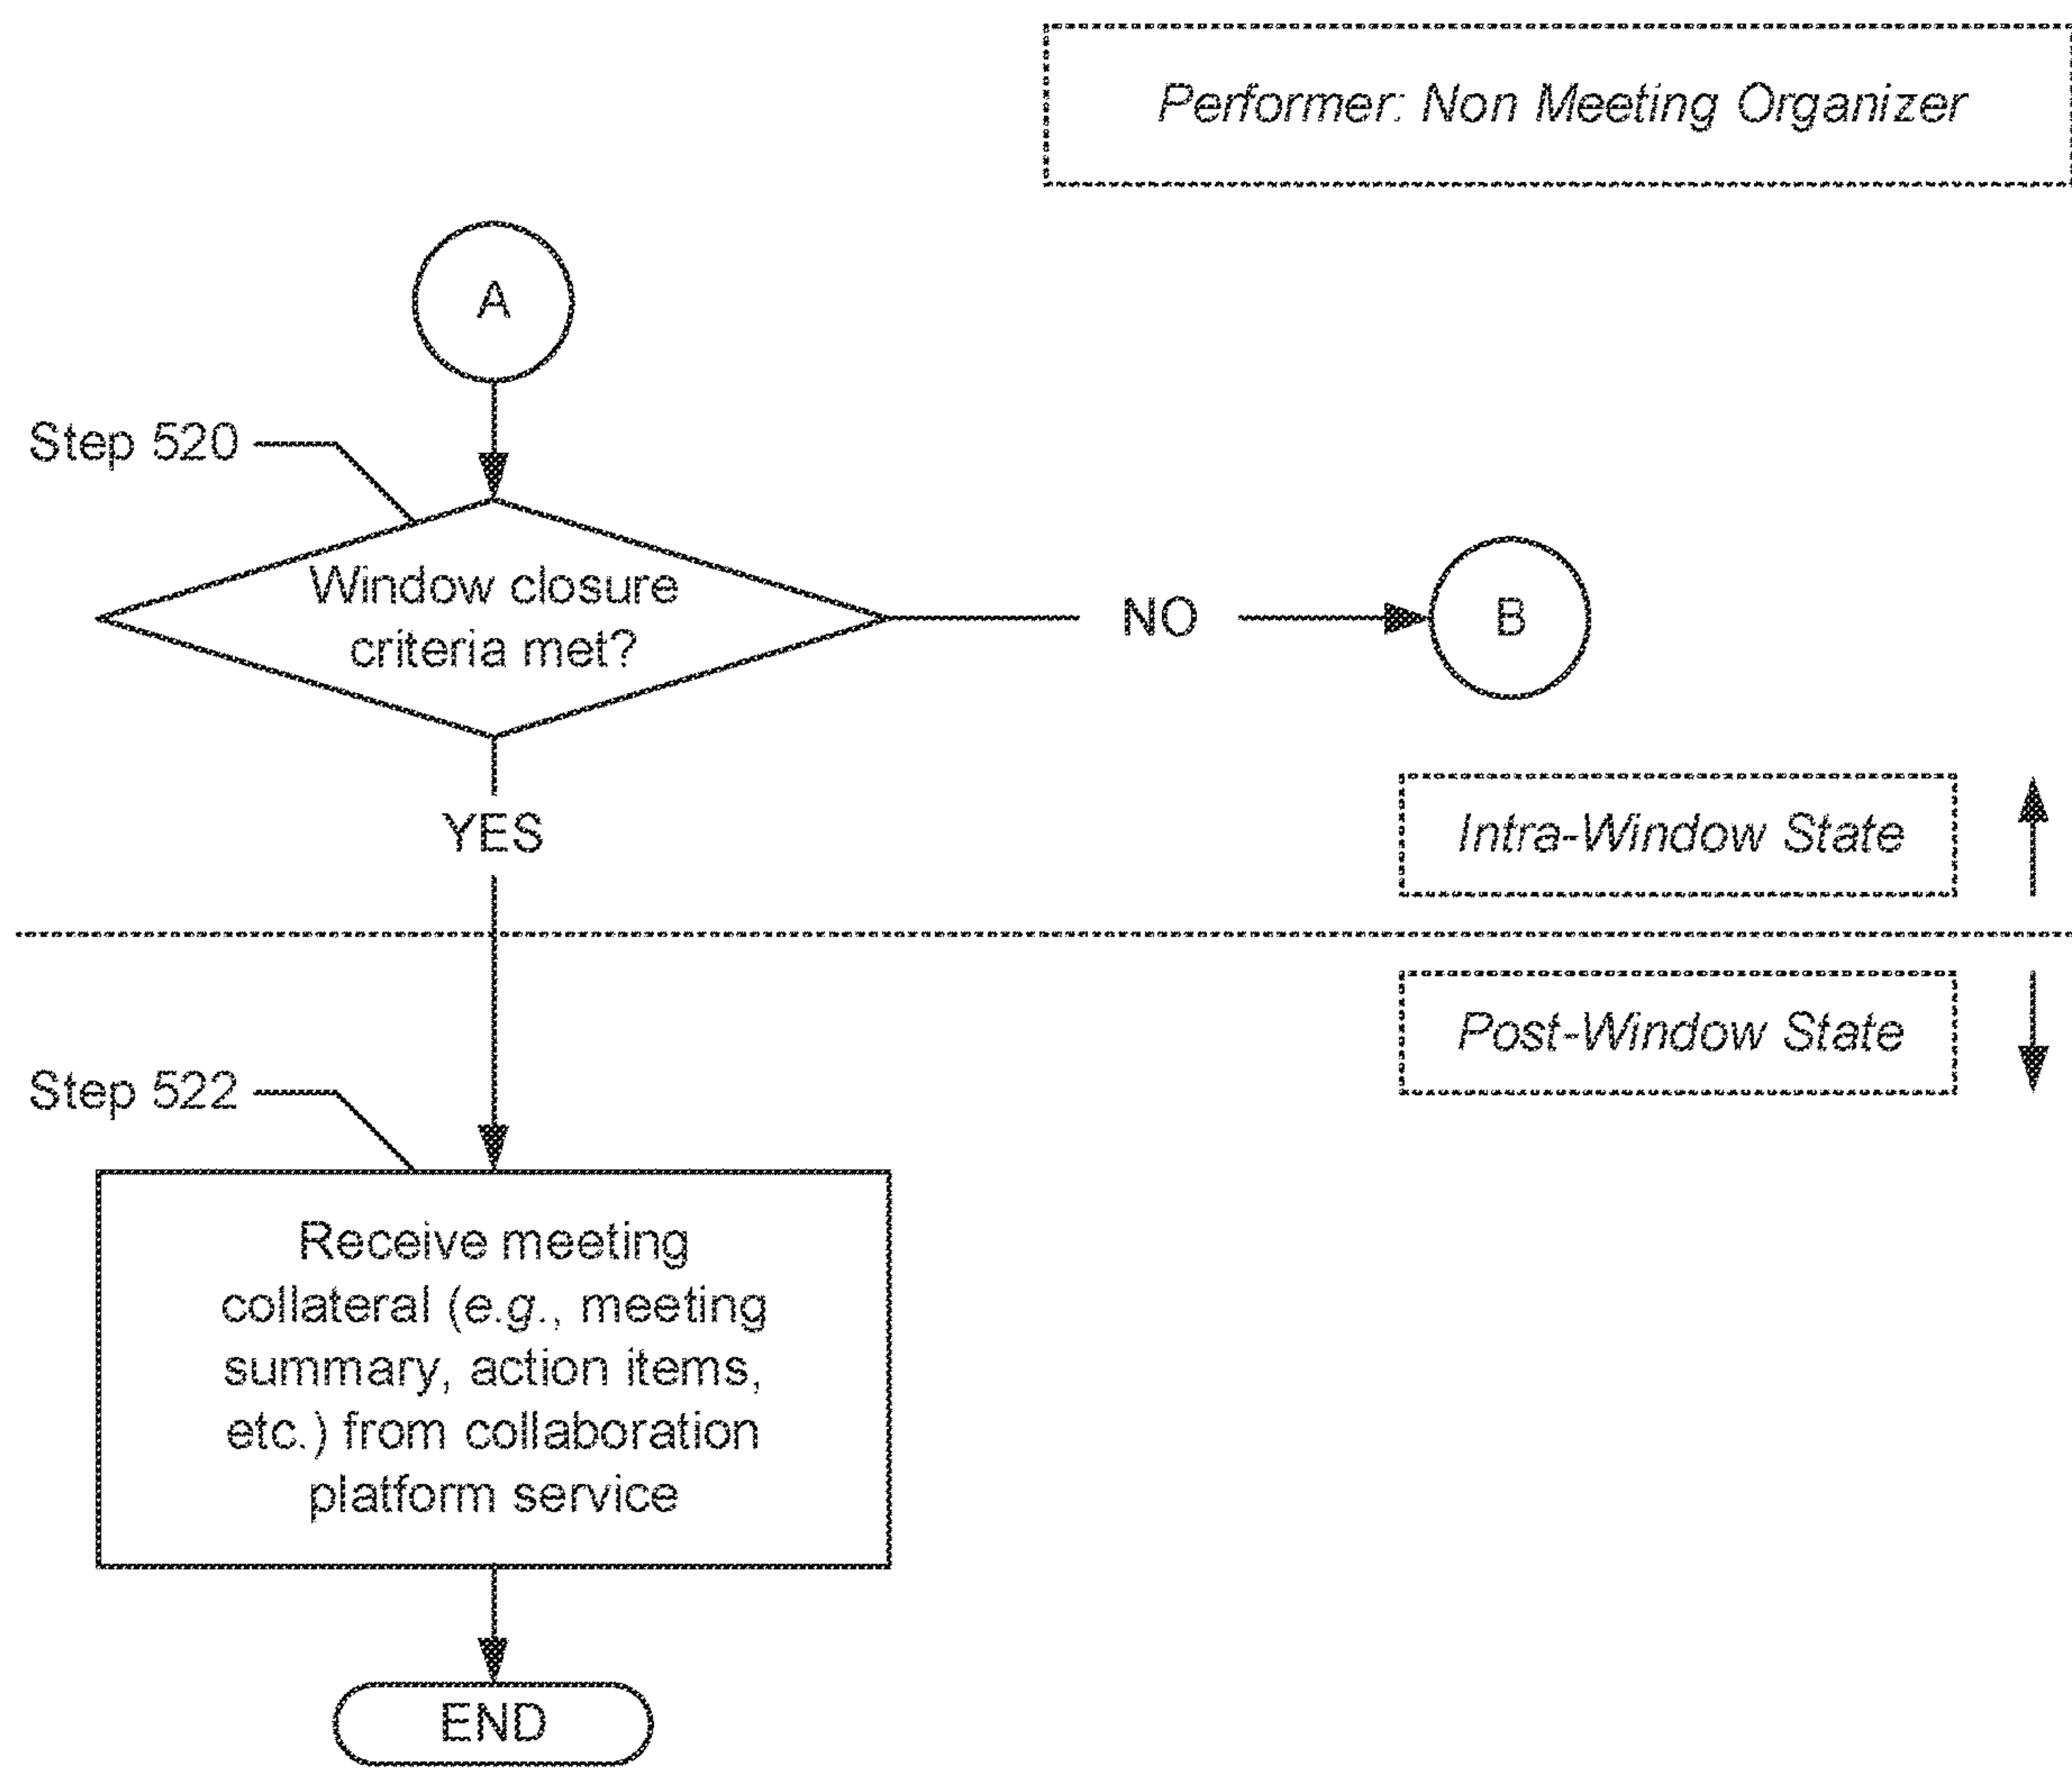 Performer: Non Meeting Organizer
A
Step 520
Window closure
criteria met?
NO
B
YES
Intra-Window State
Post-Window State
Step 522
Receive meeting
collateral (e.g., meeting
summary, action items,
etc.) from collaboration
platform service
END